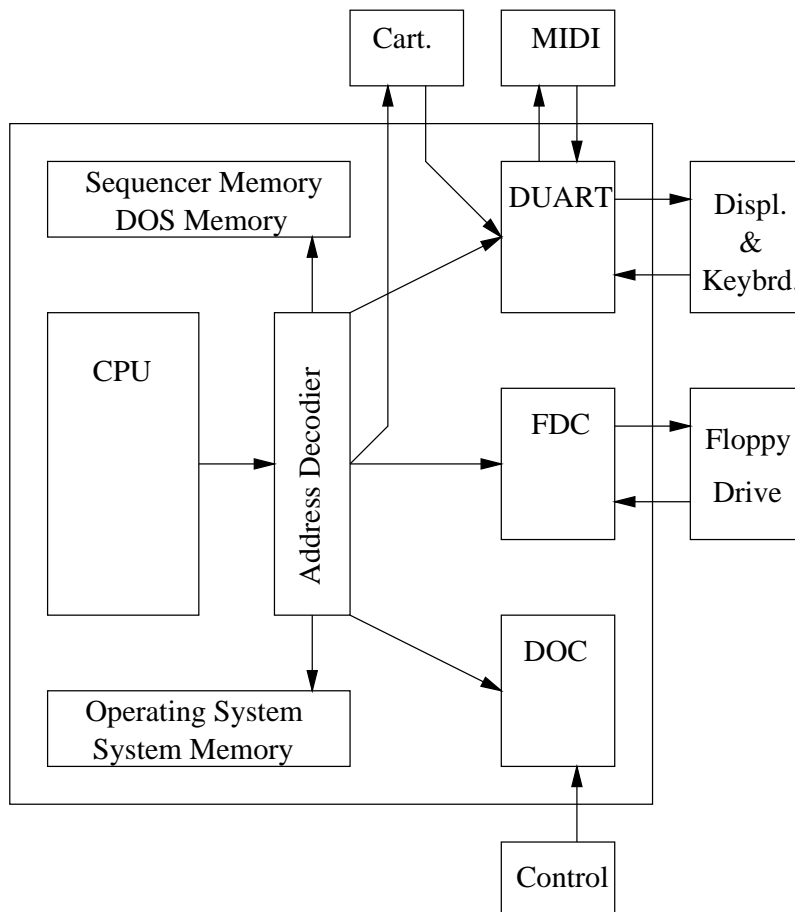 Cart.
MIDI
Sequencer Memory
DOS Memory
DUART
Displ.
&
Keybrd.
CPU
Address Decodier
FDC
Floppy
Drive
DOC
Operating System
System Memory
Control